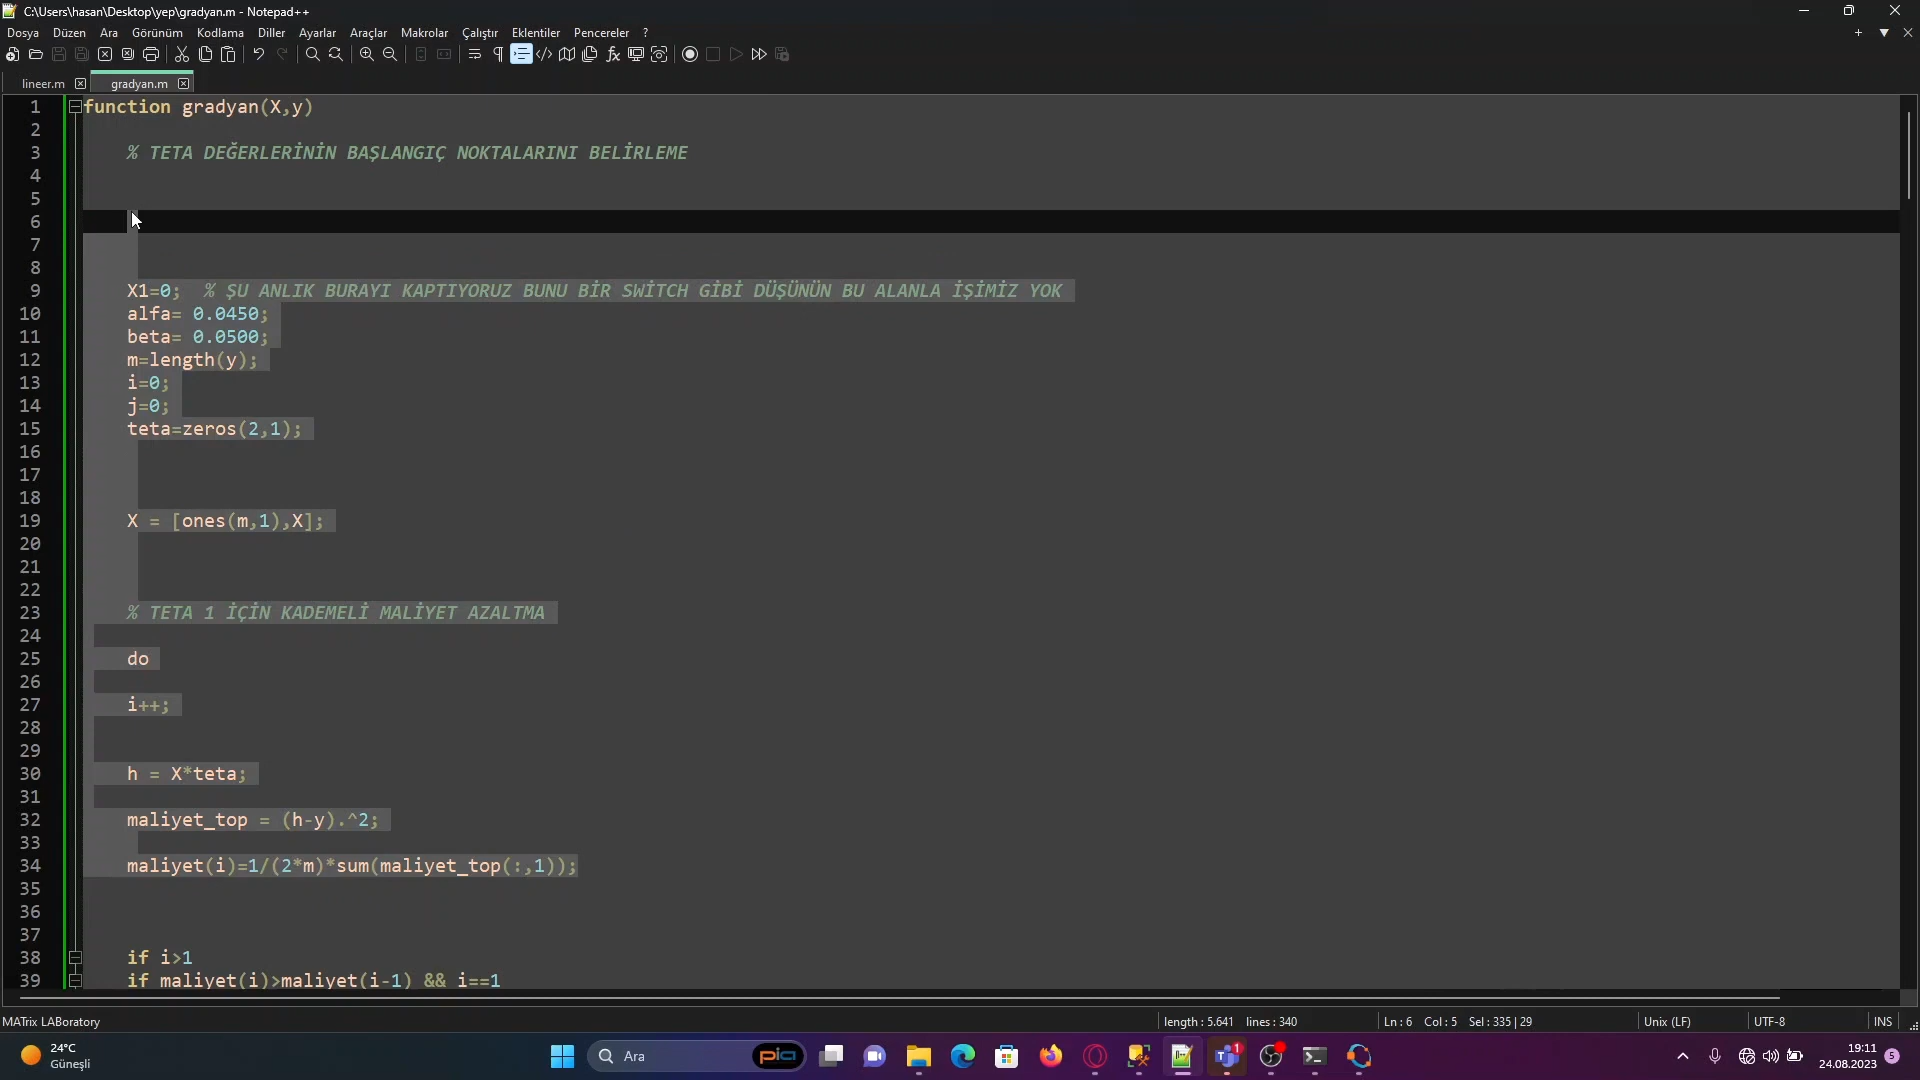 C:\Users\hasan\Desktop\yep\gradyan.m - Notepad++
Dosya Düzen Ara Görünüm Kodlama Diller Ayarlar Araçlar Makrolar Çalıştır Eklentiler Pencereler ?
lineer.m gradyan.m
1 function gradyan(X,y)
2
3 % TETA DEĞERLERİNİN BAŞLANGIÇ NOKTALARINI BELİRLEME
4
5
6
7
8
9 X1=0; % ŞU ANLIK BURAYI KAPTIYORUZ BUNU BİR SWİTCH GİBİ DÜŞÜNÜN BU ALANLA İŞİMİZ YOK
10 alfa= 0.0450;
11 beta= 0.0500;
12 m=length(y);
13 i=0;
14 j=0;
15 teta=zeros(2,1);
16
17
18
19 X = [ones(m,1),X];
20
21
22
23 % TETA 1 İÇİN KADEMELİ MALİYET AZALTMA
24
25 do
26
27 i++;
28
29
30 h = X*teta;
31
32 maliyet_top = (h-y).^2;
33
34 maliyet(i)=1/(2*m)*sum(maliyet_top(:,1));
35
36
37
38 if i>1
39 if maliyet(i)>maliyet(i-1) && i==1
MATrix LABoratory length : 5.641 lines : 340 Ln : 6 Col : 5 Sel : 335 | 29 Unix (LF) UTF-8 INS
24°C
Güneşli
Ara
pia
1
19:11
24.08.2023
5